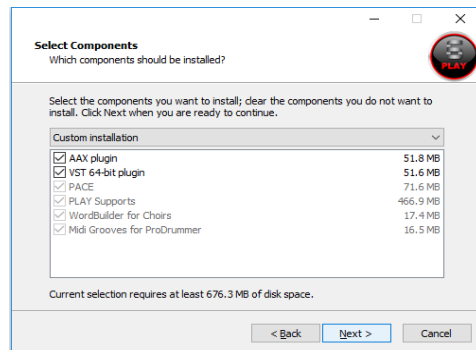 Select Components
Which components should be installed?
PLAY
Select the components you want to install; clear the components you do not want to
install. Click Next when you are ready to continue.
Custom installation
AAX plugin 51.8 MB
VST 64-bit plugin 51.6 MB
PACE 71.6 MB
PLAY Supports 466.9 MB
WordBuilder for Choirs 17.4 MB
Midi Grooves for ProDrummer 16.5 MB
Current selection requires at least 676.3 MB of disk space.
< Back Next > Cancel